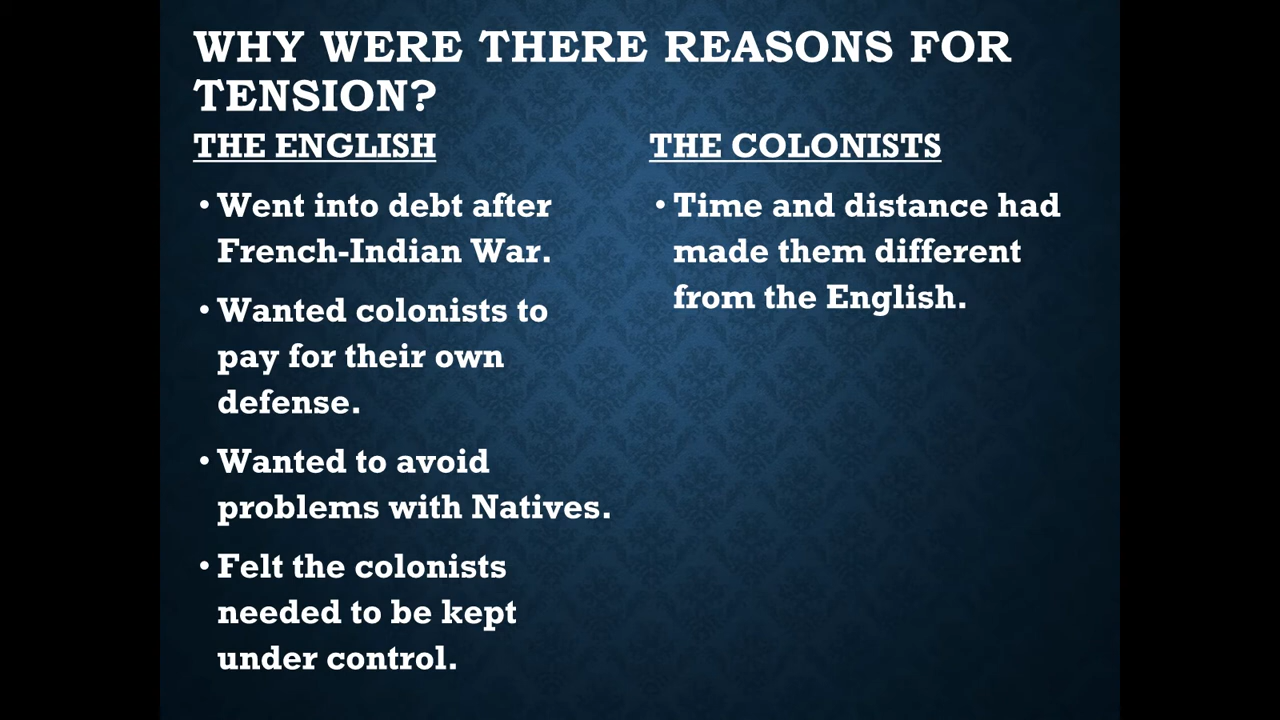 WHY WERE THERE REASONS FOR
TENSION?
THE ENGLISH
• Went into debt after
French-Indian War.
• Wanted colonists to
pay for their own
defense.
• Wanted to avoid
problems with Natives.
• Felt the colonists
needed to be kept
under control.
THE COLONISTS
• Time and distance had
made them different
from the English.